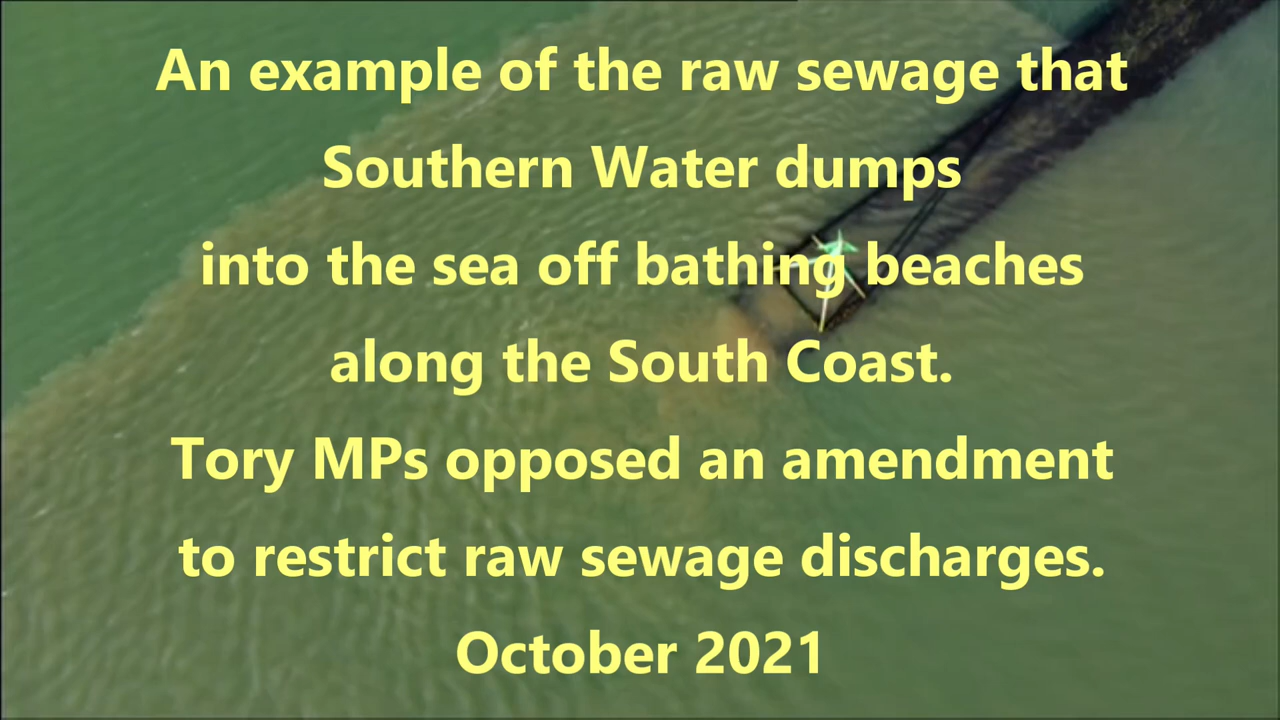 An example of the raw sewage that
Southern Water dumps
into the sea off bathing beaches
along the South Coast.
Tory MPs opposed an amendment
to restrict raw sewage discharges.
October 2021